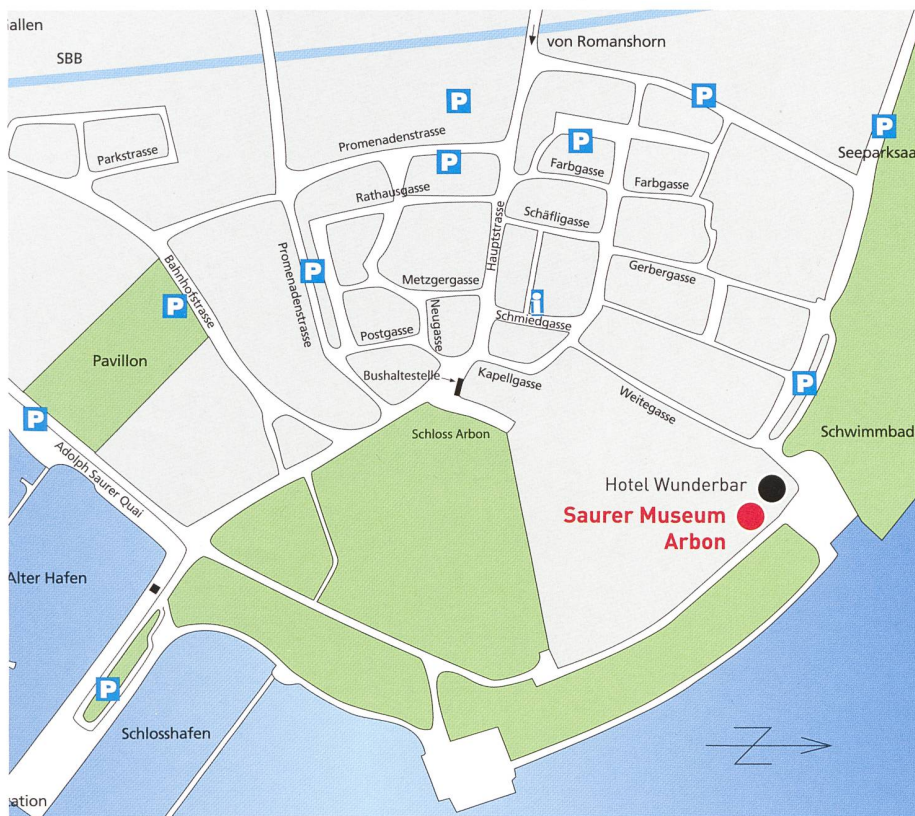 allen
SBB
von Romanshorn
P
P
P
Promenadenstrasse
P
P
Parkstrasse
Seeparksaa
Farbgasse
Farbgasse
Rathausgasse
Schäfligasse
Hauptstrasse
Bahnhofstrasse
Promenadenstrasse
P
Gerbergasse
Metzgergasse
P
i
Neugasse
Schmiedgasse
Postgasse
Pavillon
Bushaltestelle
Kapellgasse
P
Weitegasse
P
Schloss Arbon
Schwimmbad
Adolph Saurer Quai
Hotel Wunderbar
Saurer Museum
Arbon
Alter Hafen
P
Schlosshafen
Z
ation